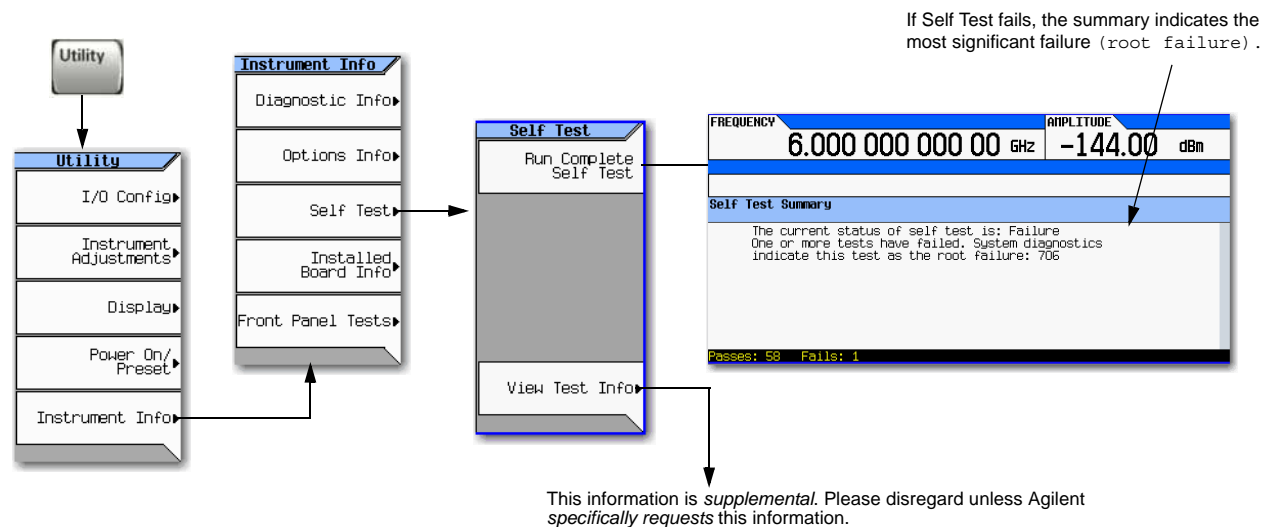 If Self Test fails, the summary indicates the
most significant failure (root failure).
Utility
Utility
I/O Config
Instrument
Adjustments
Display
Power On/
Preset
Instrument Info
Instrument Info
Diagnostic Info
Options Info
Self Test
Installed
Board Info
Front Panel Tests
Self Test
Run Complete
Self Test
View Test Info
FREQUENCY
6.000 000 000 00 GHz
AMPLITUDE
-144.00 dBm
Self Test Summary
The current status of self test is: Failure
One or more tests have failed. System diagnostics
indicate this test as the root failure: 706
Passes: 58 Fails: 1
This information is supplemental. Please disregard unless Agilent
specifically requests this information.